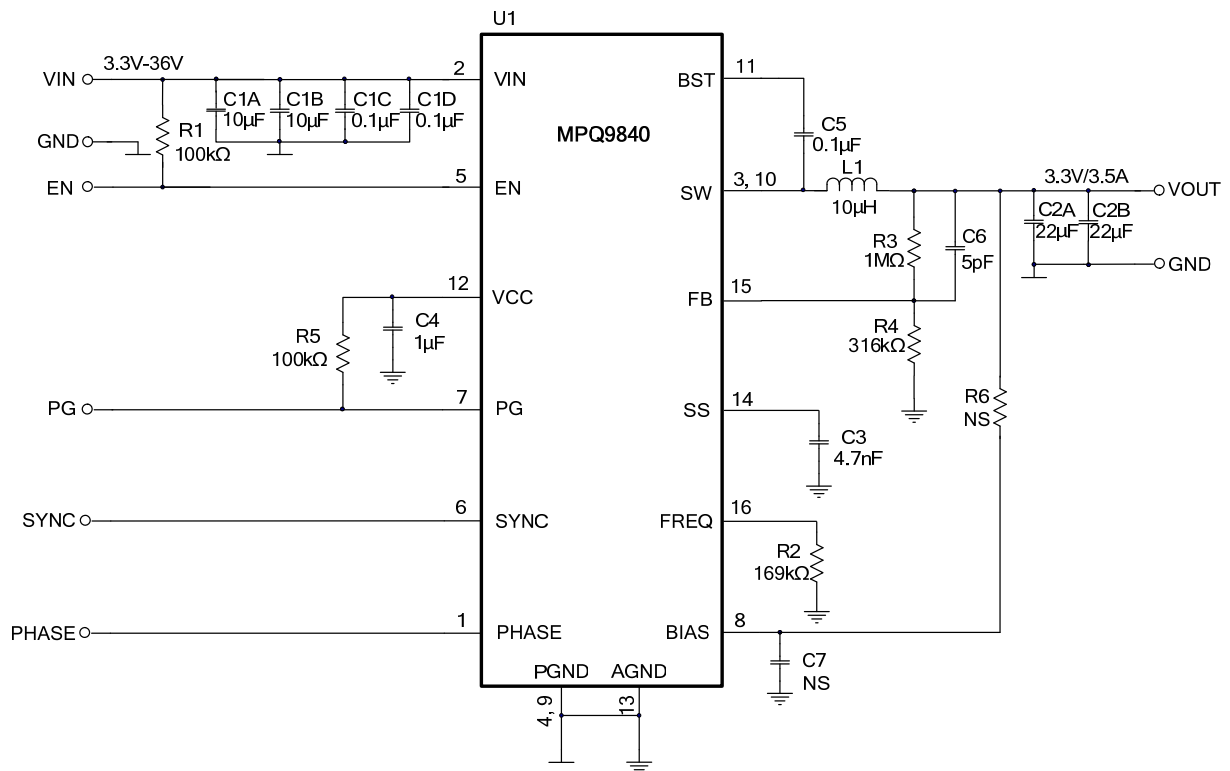 U1
VIN
3.3V-36V
2
VIN
C1A
10µF
C1B
10µF
C1C
0.1µF
C1D
0.1µF
GND
R1
100kΩ
EN
5
EN
MPQ9840
BST
11
C5
0.1µF
SW
3, 10
L1
10µH
3.3V/3.5A
VOUT
C2A
22µF
C2B
22µF
GND
R3
1MΩ
C6
5pF
12
VCC
FB
15
R5
100kΩ
C4
1µF
R4
316kΩ
PG
7
PG
SS
14
C3
4.7nF
R6
NS
SYNC
6
SYNC
FREQ
16
R2
169kΩ
PHASE
1
PHASE
BIAS
8
C7
NS
PGND
AGND
4, 9
13